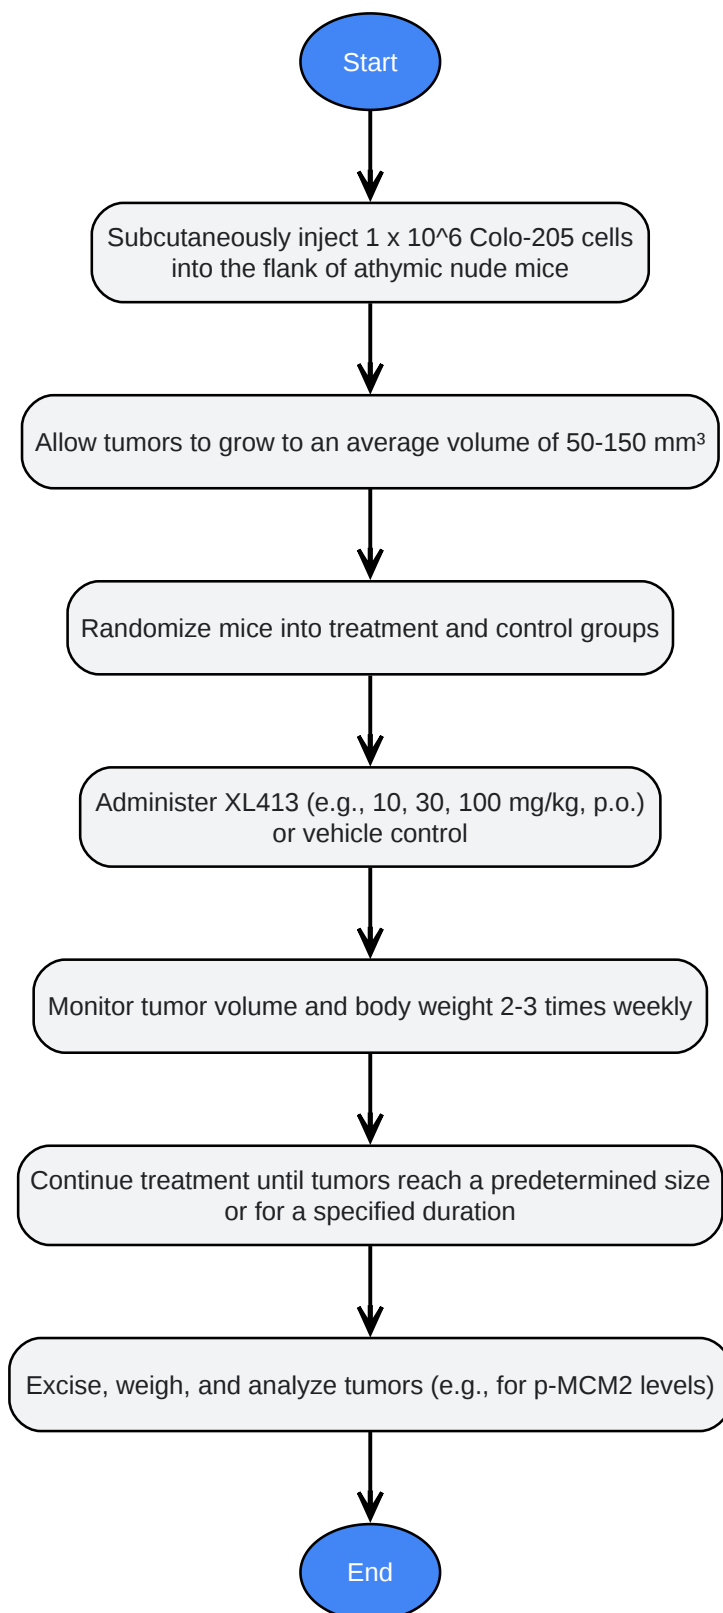 Start
Subcutaneously inject 1 x 10^6 Colo-205 cells
into the flank of athymic nude mice
Allow tumors to grow to an average volume of 50-150 mm³
Randomize mice into treatment and control groups
Administer XL413 (e.g., 10, 30, 100 mg/kg, p.o.)
or vehicle control
Monitor tumor volume and body weight 2-3 times weekly
Continue treatment until tumors reach a predetermined size
or for a specified duration
Excise, weigh, and analyze tumors (e.g., for p-MCM2 levels)
End